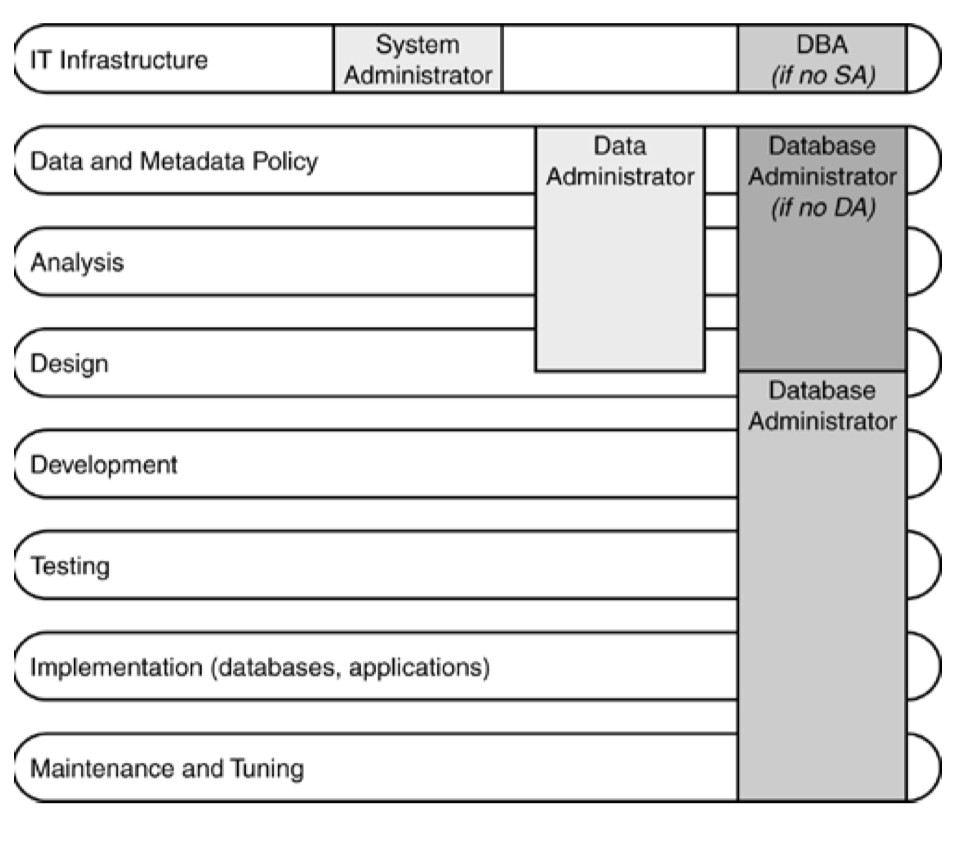 IT Infrastructure
System
Administrator
DBA
(if no SA)
Data and Metadata Policy
Data
Administrator
Database
Administrator
(if no DA)
Analysis
Design
Database
Administrator
Development
Testing
Implementation (databases, applications)
Maintenance and Tuning